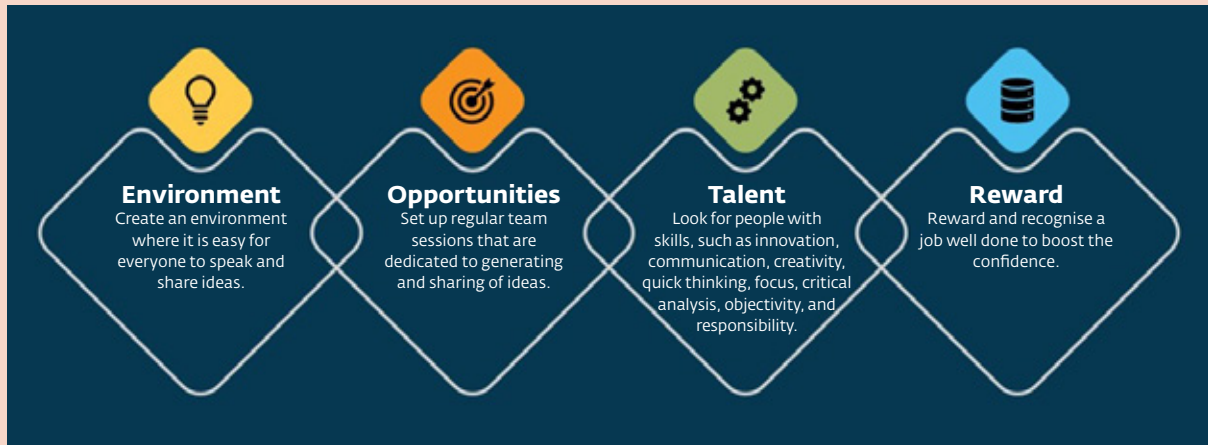 Environment
Create an environment
where it is easy for
everyone to speak and
share ideas.
Opportunities
Set up regular team
sessions that are
dedicated to generating
and sharing of ideas.
Talent
Look for people with
skills, such as innovation,
communication, creativity,
quick thinking, focus, critical
analysis, objectivity, and
responsibility.
Reward
Reward and recognise a
job well done to boost the
confidence.